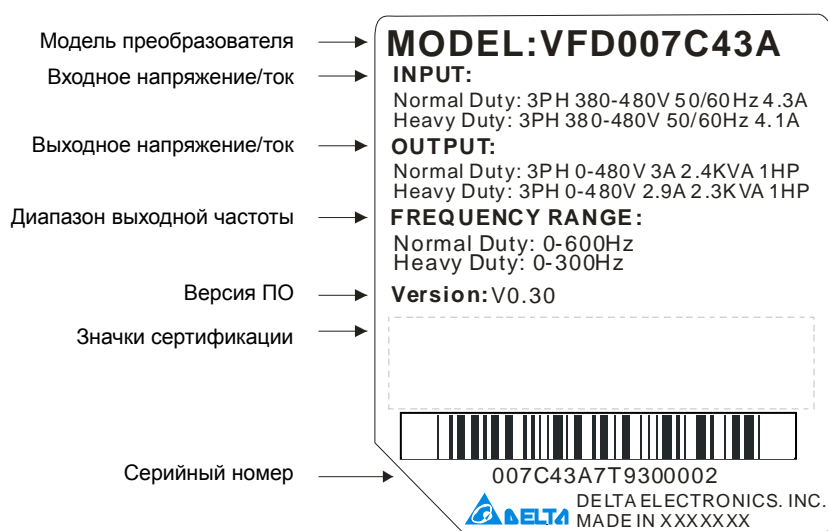 Модель преобразователя
MODEL:VFD007C43A
Входное напряжение/ток
INPUT:
Normal Duty: 3PH 380-480V 50/60Hz 4.3A
Heavy Duty: 3PH 380-480V 50/60Hz 4.1A
Выходное напряжение/ток
OUTPUT:
Normal Duty: 3PH 0-480V 3A 2.4KVA 1HP
Heavy Duty: 3PH 0-480V 2.9A 2.3KVA 1HP
Диапазон выходной частоты
FREQUENCY RANGE:
Normal Duty: 0-600Hz
Heavy Duty: 0-300Hz
Версия ПО
Version:V0.30
Значки сертификации
Серийный номер
007C43A7T9300002
DELTA
DELTA ELECTRONICS. INC.
MADE IN XXXXXXX